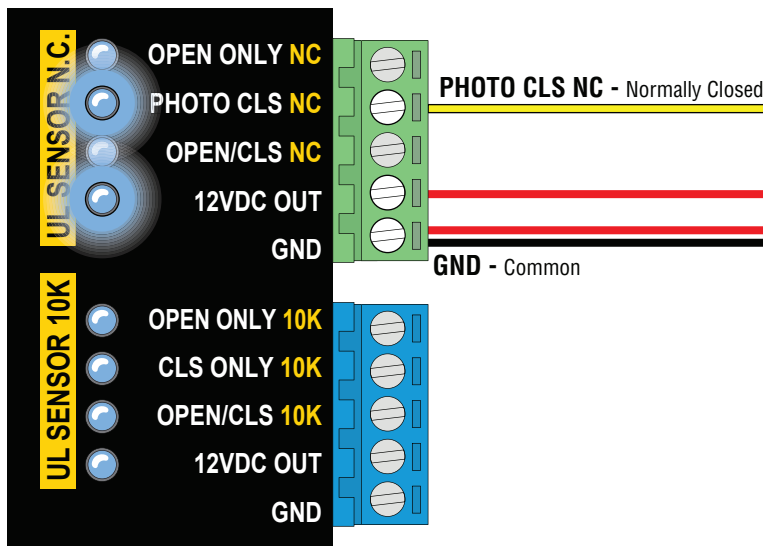 UL SENSOR N.C.
OPEN ONLY NC
PHOTO CLS NC
OPEN/CLS NC
12VDC OUT
GND
PHOTO CLS NC - Normally Closed
GND - Common
UL SENSOR 10K
OPEN ONLY 10K
CLS ONLY 10K
OPEN/CLS 10K
12VDC OUT
GND